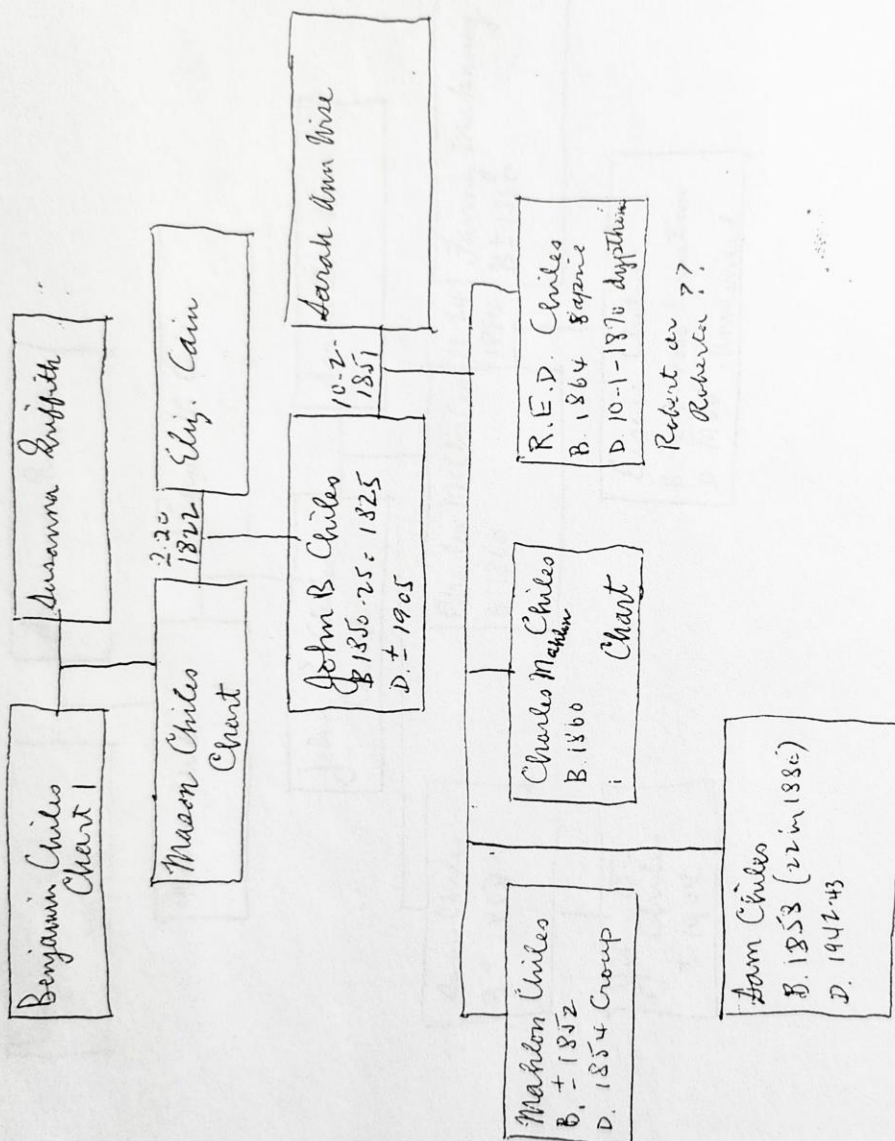 Benjamin Chiles
Chart 1
Susanna Griffith
Mason Chiles
Chart
2-20
1822
Eliz. Cain
John B Chiles
B 1850-25= 1825
D. ± 1905
10-2-
1851
Sarah Ann Wise
Mahlon Chiles
B. ± 1852
D. 1854 Croup
Sam Chiles
B. 1858 (22 in 1880)
D. 1942-43
Charles Mahlon Chiles
B. 1860
Chart
R.E.D. Chiles
B. 1864
D. 10-1-1870
Robert or
Roberta ??